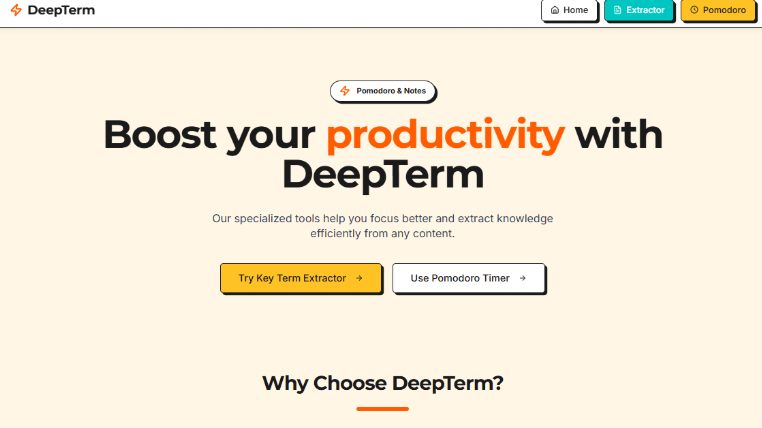 DeepTerm
Home
Extractor
Pomodoro
Pomodoro & Notes
Boost your productivity with
DeepTerm
Our specialized tools help you focus better and extract knowledge
efficiently from any content.
Try Key Term Extractor →
Use Pomodoro Timer →
Why Choose DeepTerm?